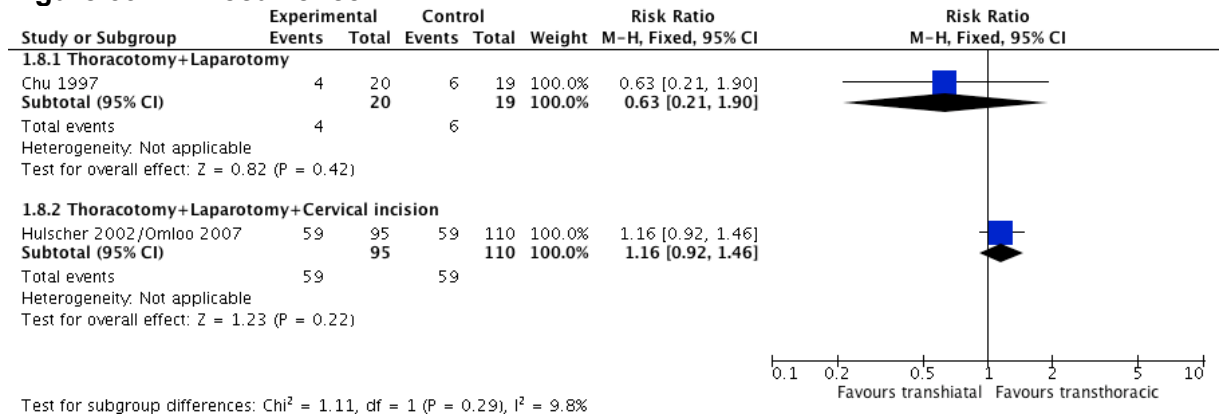 Experimental Control Risk Ratio Risk Ratio
Study or Subgroup Events Total Events Total Weight M-H, Fixed, 95% CI M-H, Fixed, 95% CI
1.8.1 Thoracotomy+Laparotomy
Chu 1997 4 20 6 19 100.0% 0.63 [0.21, 1.90]
Subtotal (95% CI) 20 19 100.0% 0.63 [0.21, 1.90]
Total events 4 6
Heterogeneity: Not applicable
Test for overall effect: Z = 0.82 (P = 0.42)
1.8.2 Thoracotomy+Laparotomy+Cervical incision
Hulscher 2002/Omloo 2007 59 95 59 110 100.0% 1.16 [0.92, 1.46]
Subtotal (95% CI) 95 110 100.0% 1.16 [0.92, 1.46]
Total events 59 59
Heterogeneity: Not applicable
Test for overall effect: Z = 1.23 (P = 0.22)
0.1 0.2 0.5 1 2 5 10
Favours transhiatal Favours transthoracic
Test for subgroup differences: Chi² = 1.11, df = 1 (P = 0.29), I² = 9.8%